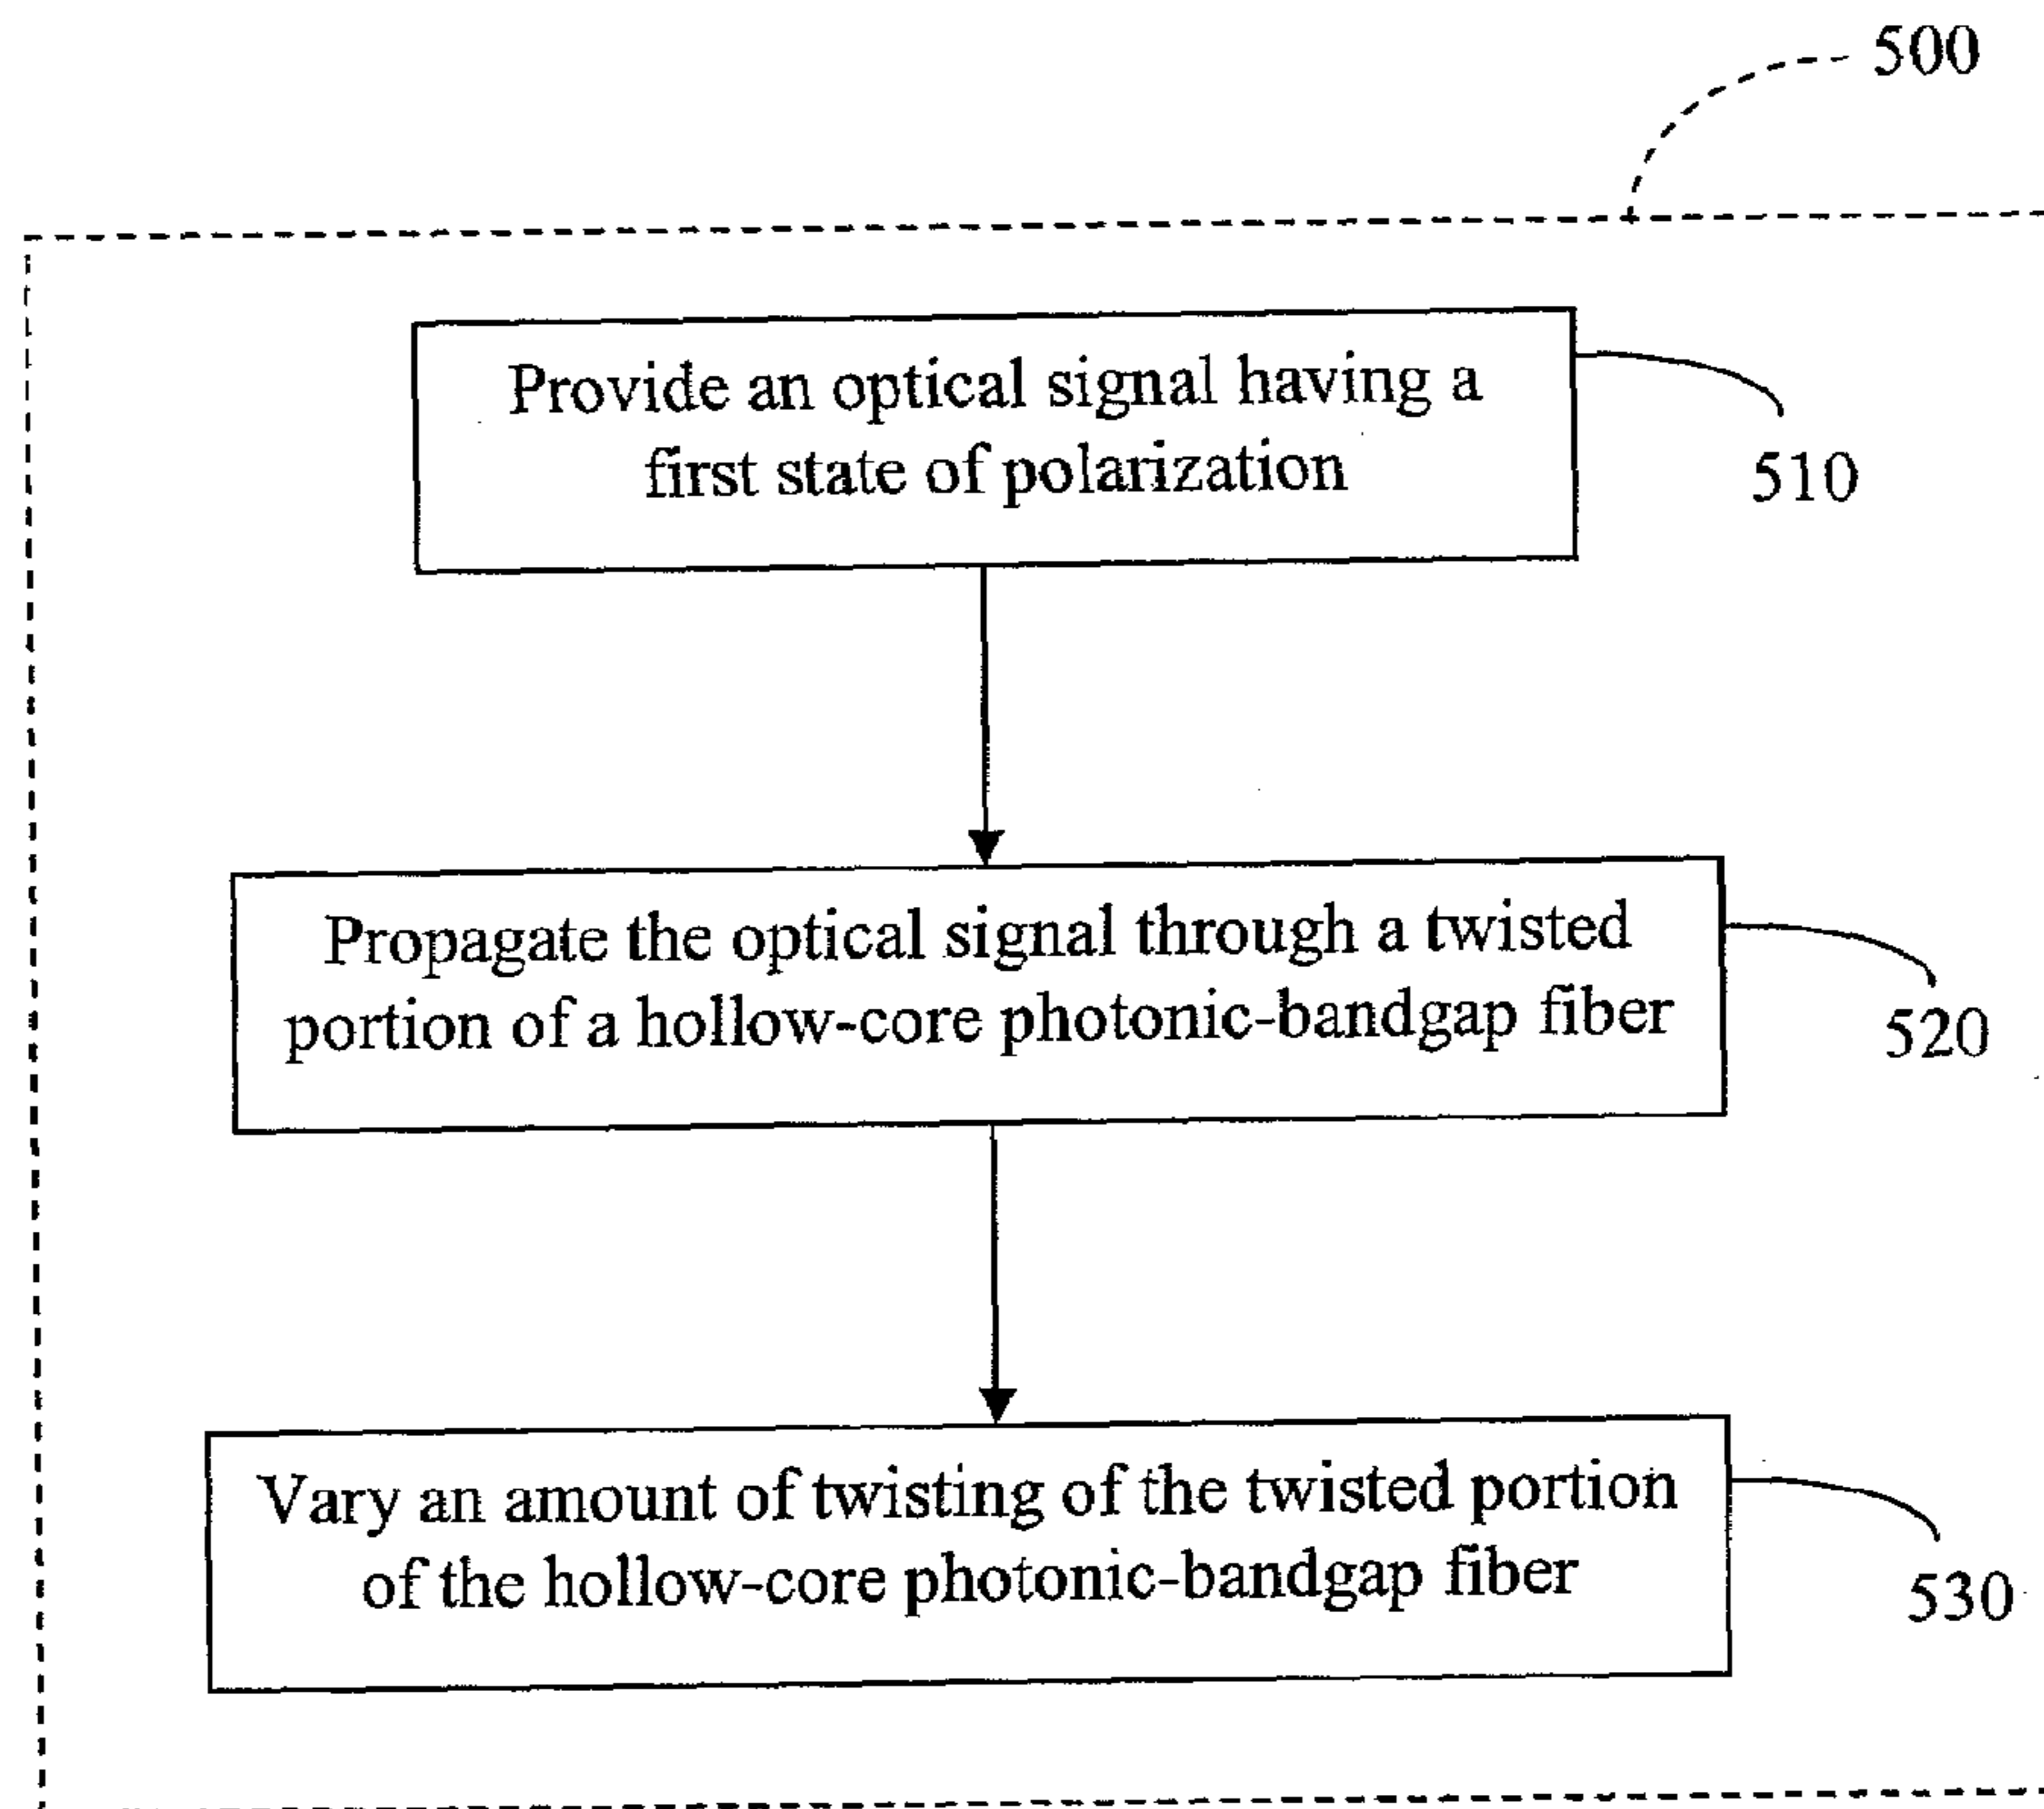 500
Provide an optical signal having a
first state of polarization
510
Propagate the optical signal through a twisted
portion of a hollow-core photonic-bandgap fiber
520
Vary an amount of twisting of the twisted portion
of the hollow-core photonic-bandgap fiber
530